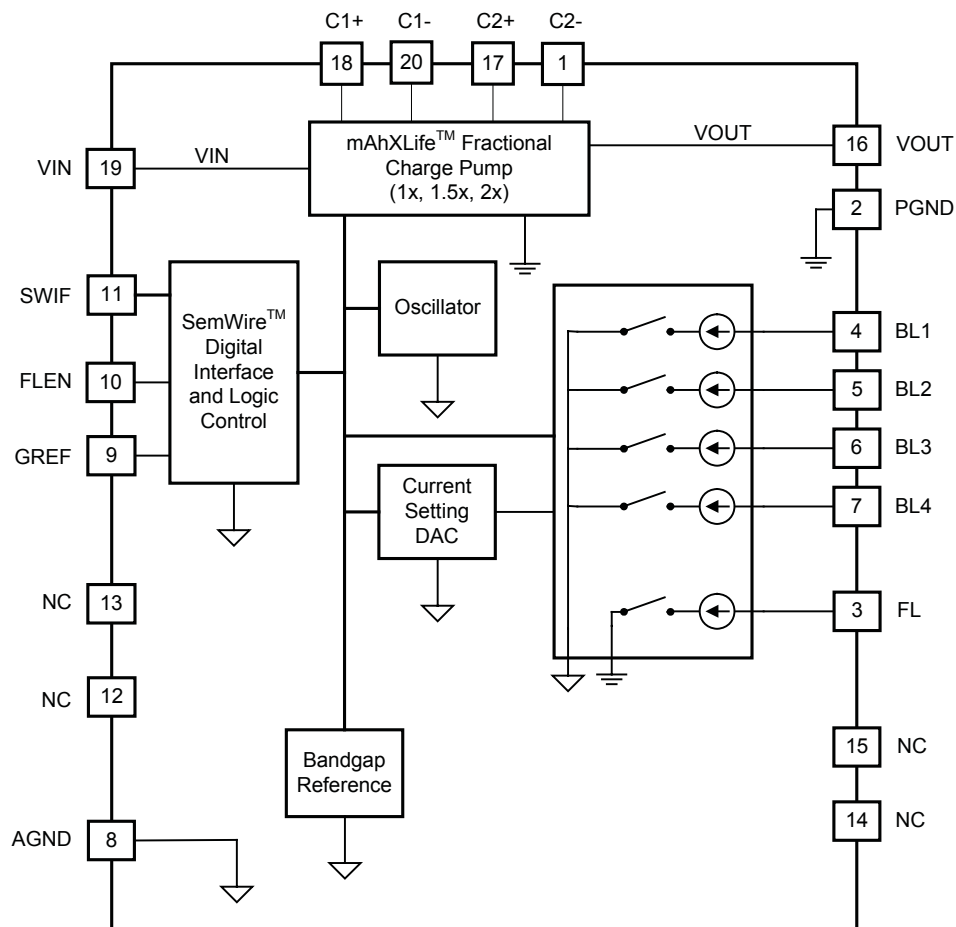 C1+ C1- C2+ C2-
18 20 17 1
mAhXLife™ Fractional
Charge Pump
(1x, 1.5x, 2x)
VIN 19 VIN
VOUT 16 VOUT
2 PGND
SWIF 11
FLEN 10
GREF 9
SemWire™
Digital
Interface
and Logic
Control
Oscillator
4 BL1
5 BL2
6 BL3
7 BL4
Current
Setting
DAC
3 FL
NC 13
NC 12
Bandgap
Reference
15 NC
14 NC
AGND 8